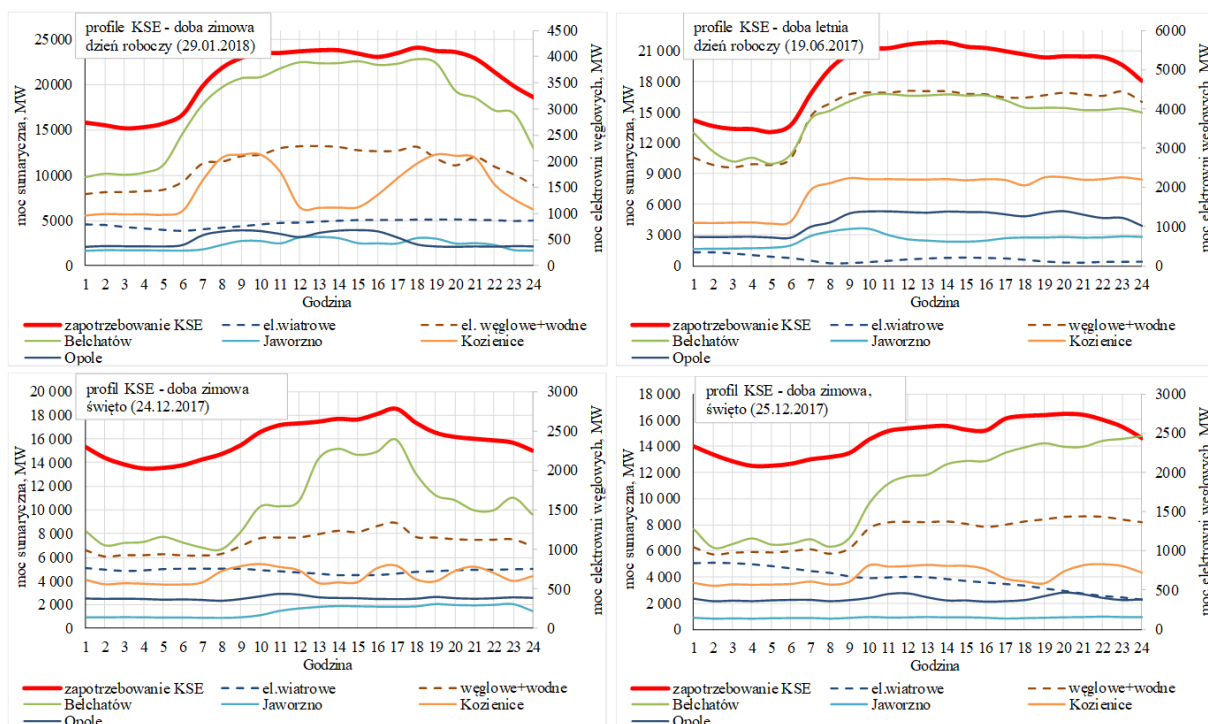 profile KSE - doba zimowa
dzień roboczy (29.01.2018)
moc sumaryczna, MW
25000
20000
15000
10000
5000
0
4500
4000
3500
3000
2500
2000
1500
1000
500
0
moc elektrowni węglowych, MW
1 2 3 4 5 6 7 8 9 10 11 12 13 14 15 16 17 18 19 20 21 22 23 24
Godzina
zapotrzebowanie KSE
el.wiatrowe
el. węglowe+wodne
Bełchatów
Jaworzno
Kozienice
Opole
profile KSE - doba letnia
dzień roboczy (19.06.2017)
moc sumaryczna, MW
21 000
18 000
15 000
12 000
9 000
6 000
3 000
0
6000
5000
4000
3000
2000
1000
0
moc elektrowni węglowych, MW
1 2 3 4 5 6 7 8 9 10 11 12 13 14 15 16 17 18 19 20 21 22 23 24
Godzina
zapotrzebowanie KSE
el.wiatrowe
węglowe+wodne
Bełchatów
Jaworzno
Kozienice
Opole
profil KSE - doba zimowa
święto (24.12.2017)
moc sumaryczna, MW
20 000
18 000
16 000
14 000
12 000
10 000
8 000
6 000
4 000
2 000
0
3000
2500
2000
1500
1000
500
0
moc elektrowni węglowych, MW
1 2 3 4 5 6 7 8 9 10 11 12 13 14 15 16 17 18 19 20 21 22 23 24
Godzina
zapotrzebowanie KSE
el.wiatrowe
węglowe+wodne
Bełchatów
Jaworzno
Kozienice
Opole
profil KSE - doba zimowa,
święto (25.12.2017)
moc sumaryczna, MW
18 000
16 000
14 000
12 000
10 000
8 000
6 000
4 000
2 000
0
3000
2500
2000
1500
1000
500
0
moc elektrowni węglowych, MW
1 2 3 4 5 6 7 8 9 10 11 12 13 14 15 16 17 18 19 20 21 22 23 24
Godzina
zapotrzebowanie KSE
el.wiatrowe
węglowe+wodne
Bełchatów
Jaworzno
Kozienice
Opole